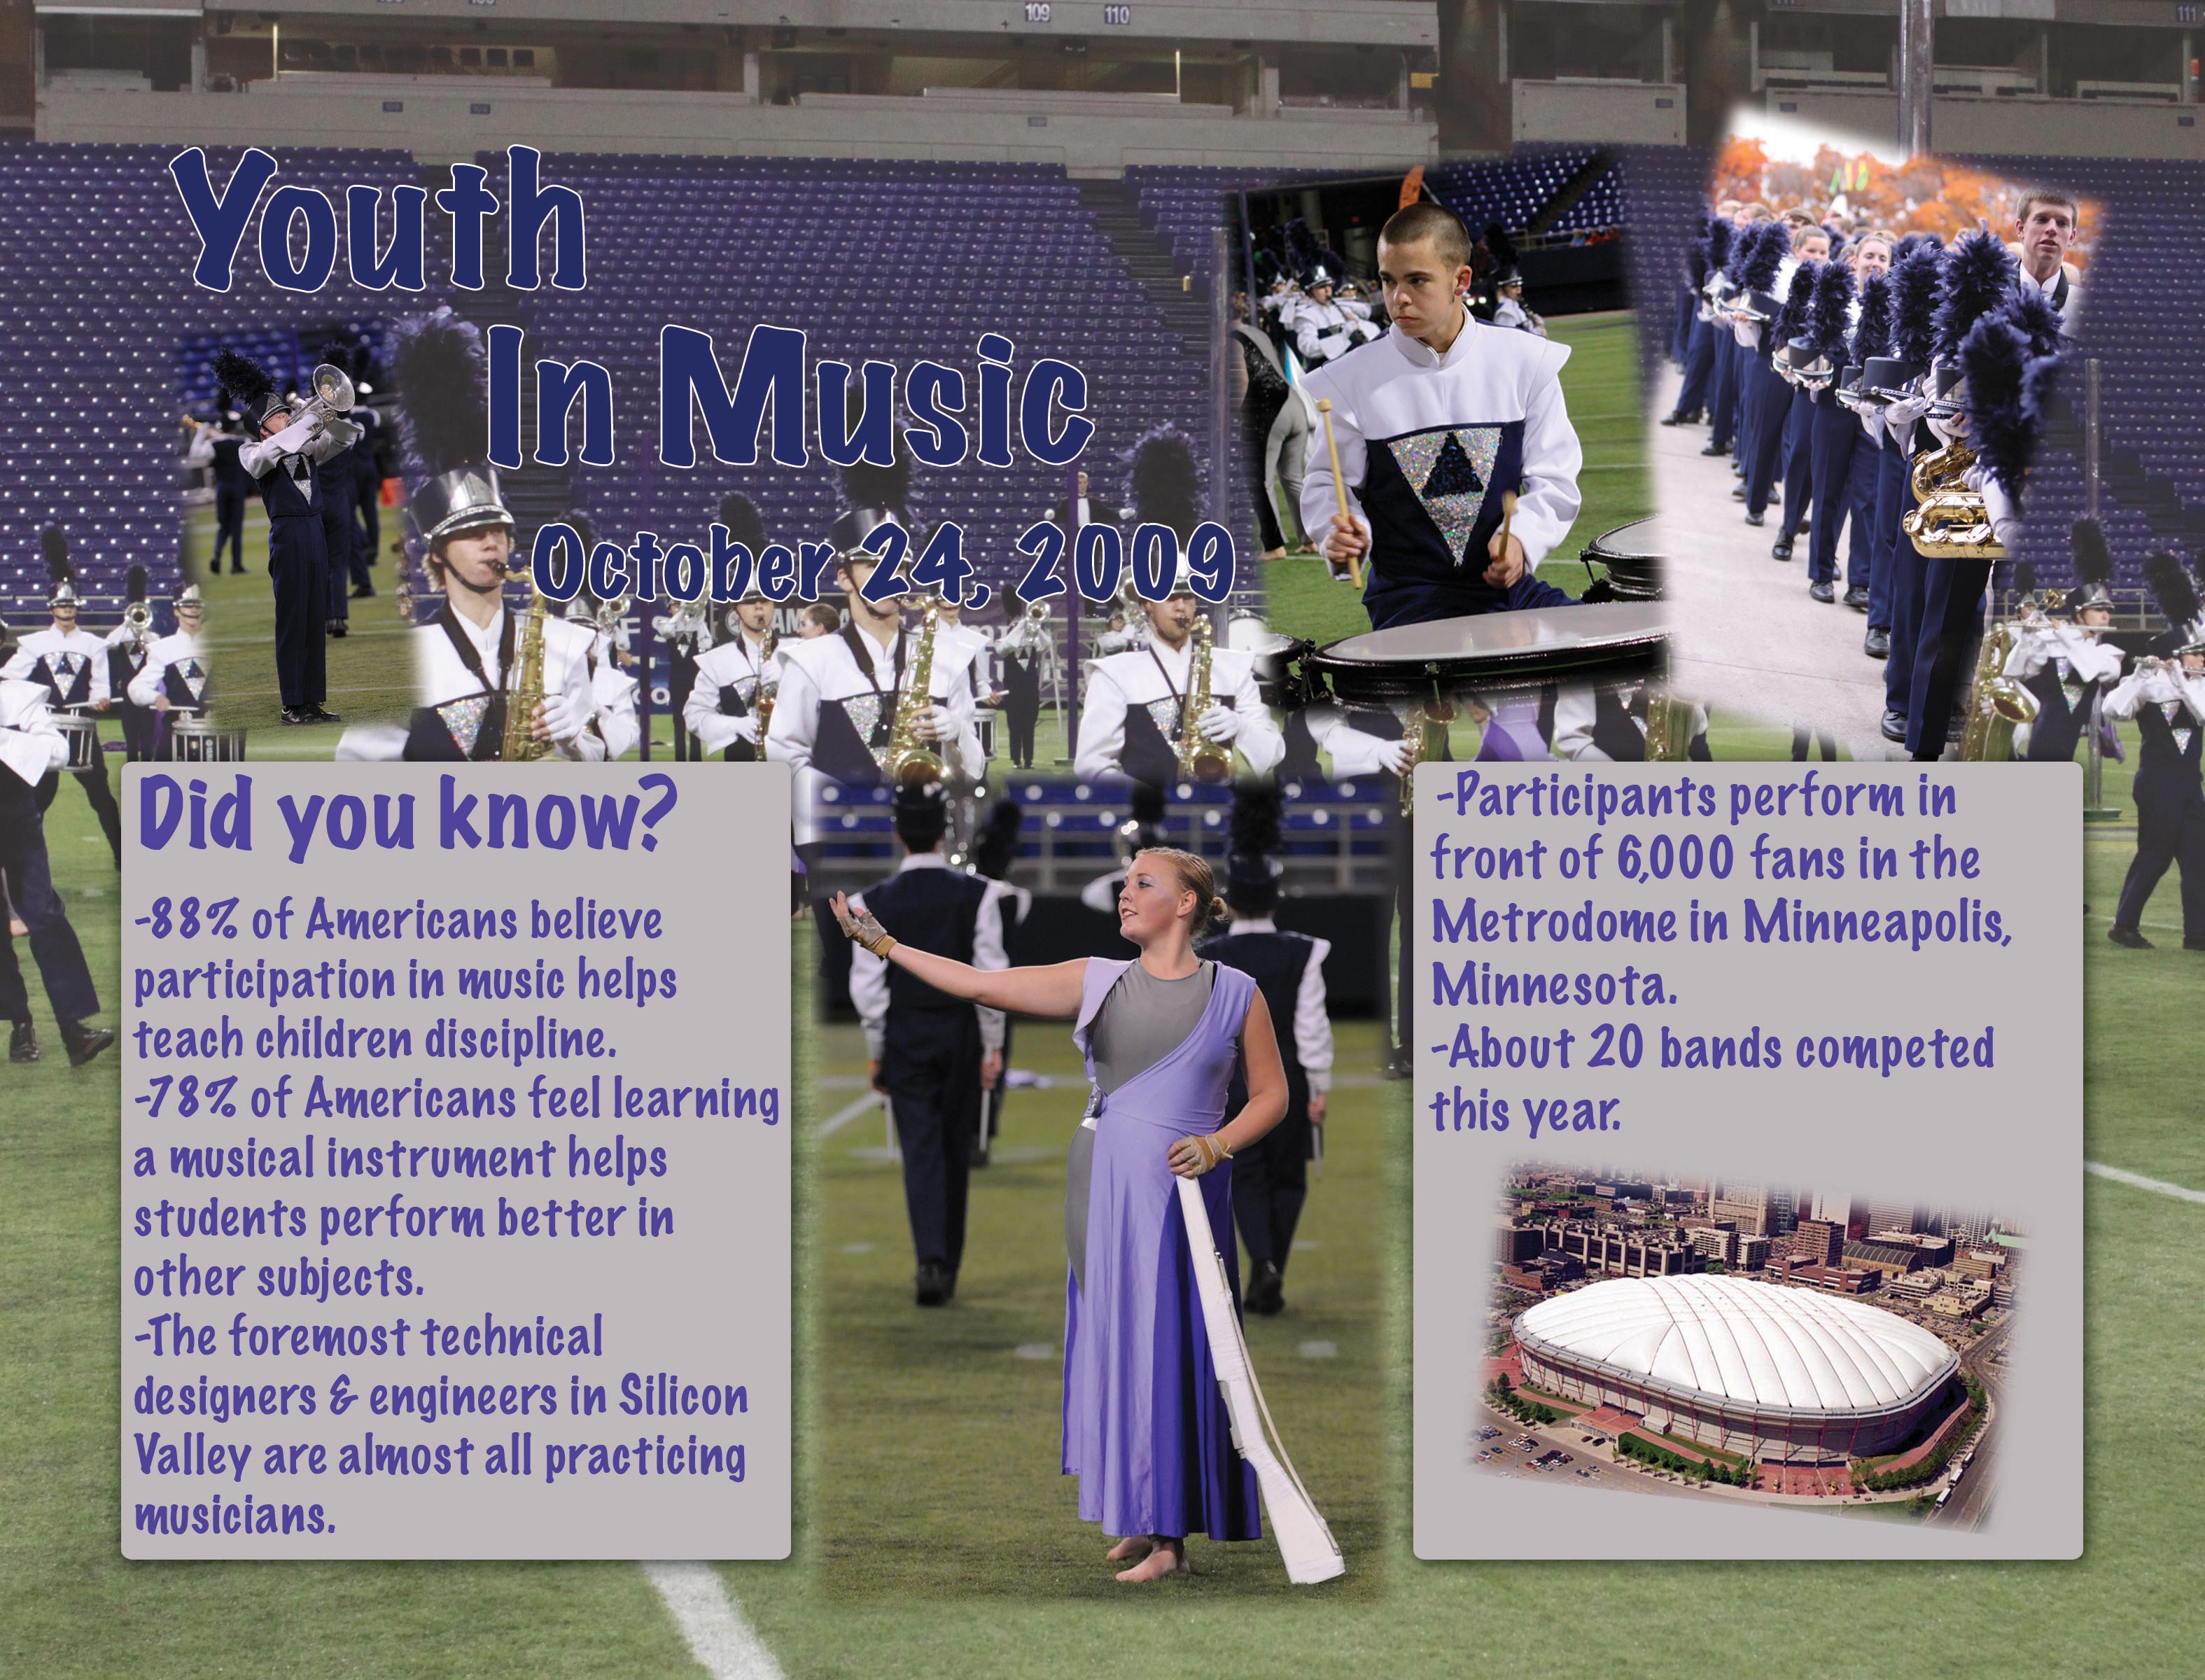 109 110
111
Youth
In Music
October 24, 2009
Did you know?
-88% of Americans believe
participation in music helps
teach children discipline.
-78% of Americans feel learning
a musical instrument helps
students perform better in
other subjects.
-The foremost technical
designers & engineers in Silicon
Valley are almost all practicing
musicians.
-Participants perform in
front of 6,000 fans in the
Metrodome in Minneapolis,
Minnesota.
-About 20 bands competed
this year.